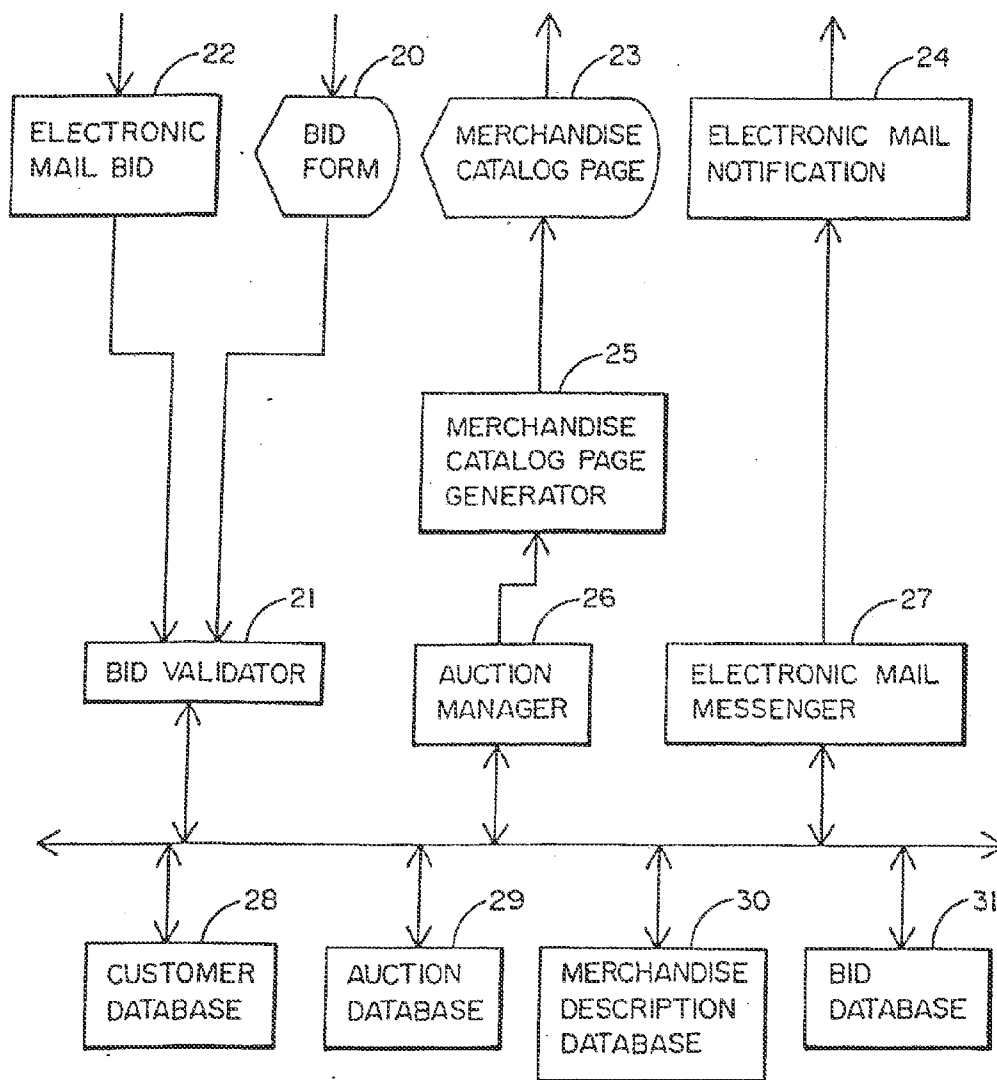 22
20
23
24
ELECTRONIC
MAIL BID
BID
FORM
MERCHANDISE
CATALOG PAGE
ELECTRONIC MAIL
NOTIFICATION
25
MERCHANDISE
CATALOG PAGE
GENERATOR
21
26
27
BID VALIDATOR
AUCTION
MANAGER
ELECTRONIC MAIL
MESSENGER
28
29
30
31
CUSTOMER
DATABASE
AUCTION
DATABASE
MERCHANDISE
DESCRIPTION
DATABASE
BID
DATABASE